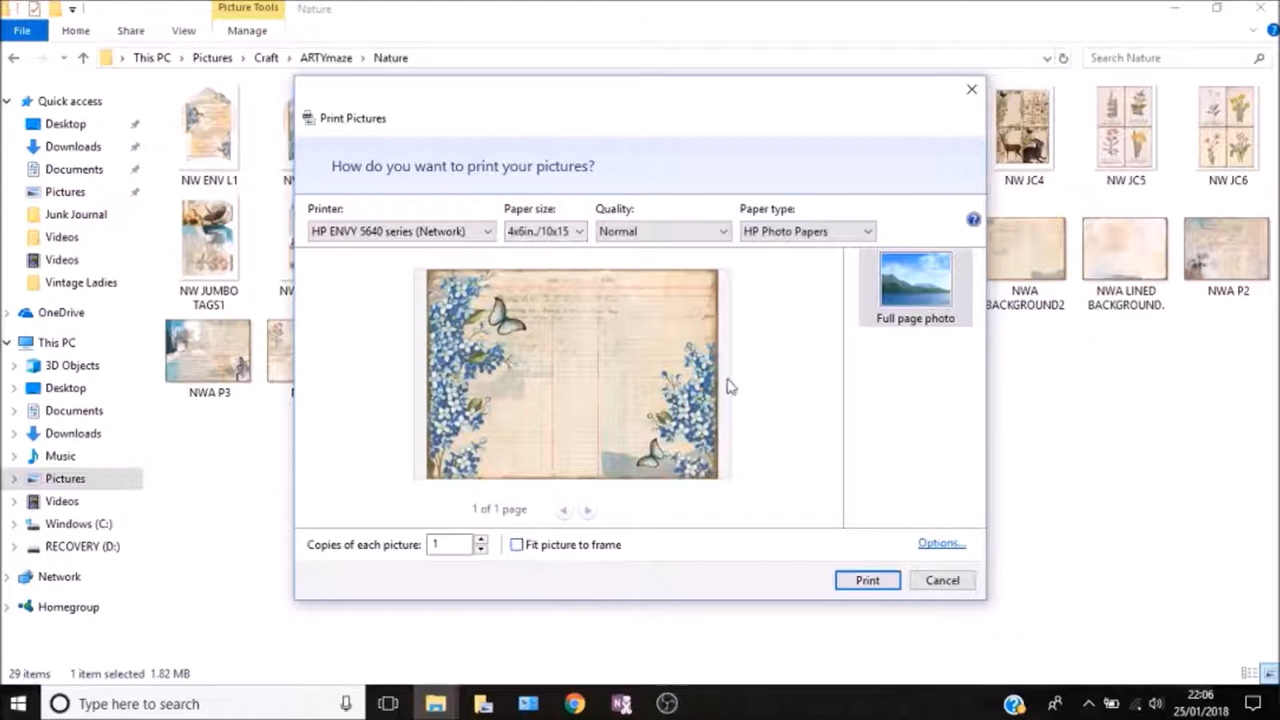 Picture Tools
Nature
File
Home
Share
View
Manage
This PC
Pictures
Craft
ARTYmaze
Nature
Search Nature
Quick access
Desktop
Downloads
Documents
Pictures
Junk Journal
Videos
Videos
Vintage Ladies
OneDrive
This PC
3D Objects
Desktop
Documents
Downloads
Music
Pictures
Videos
Windows (C:)
RECOVERY (D:)
Network
Homegroup
NW ENV L1
NW JC4
NW JC5
NW JC6
NW JUMBO
TAGS1
NWA
BACKGROUND2
NWA LINED
BACKGROUND.
NWA P2
NWA P3
Print Pictures
How do you want to print your pictures?
Printer:
Paper size:
Quality:
Paper type:
HP ENVY 5640 series (Network)
4x6in./10x15
Normal
HP Photo Papers
Full page photo
1 of 1 page
Copies of each picture:
1
Fit picture to frame
Options...
Print
Cancel
29 items
1 item selected 1.82 MB
Type here to search
22:06
25/01/2018